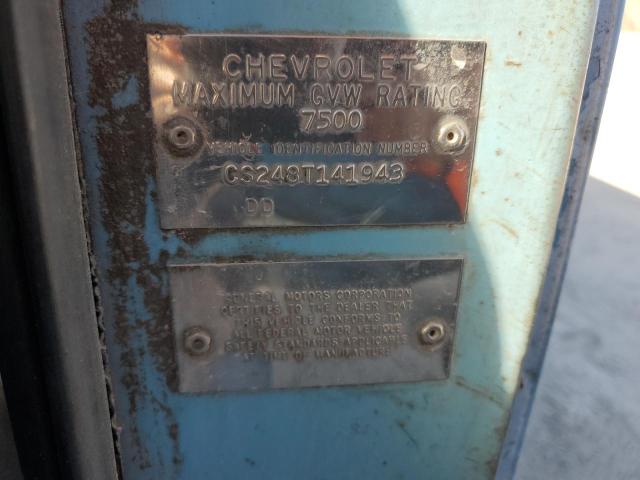 CHEVROLET
MAXIMUM GVW RATING
7500
VEHICLE IDENTIFICATION NUMBER
CS248T141943
DD
GENERAL MOTORS CORPORATION
CERTIFIES TO THE DEALER THAT
THIS VEHICLE CONFORMS TO
ALL FEDERAL MOTOR VEHICLE
SAFETY STANDARDS APPLICABLE
AT TIME OF MANUFACTURE